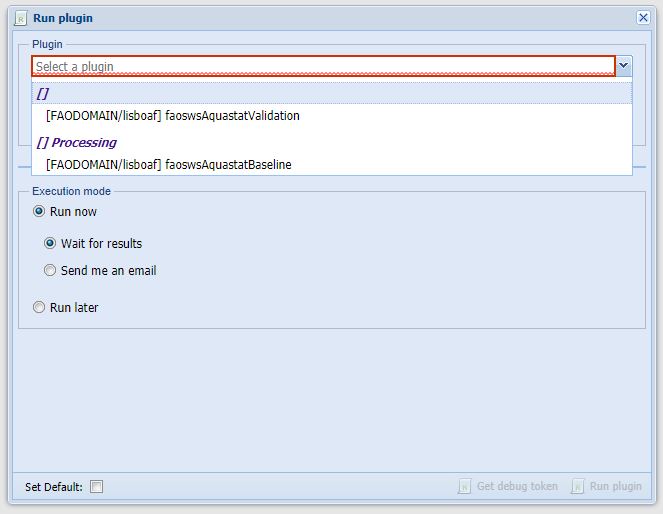 Run plugin
Plugin
Select a plugin
[]
[FAODOMAIN/lisboaf] faoswsAquastatValidation
[] Processing
[FAODOMAIN/lisboaf] faoswsAquastatBaseline
Execution mode
Run now
Wait for results
Send me an email
Run later
Set Default:
Get debug token
Run plugin